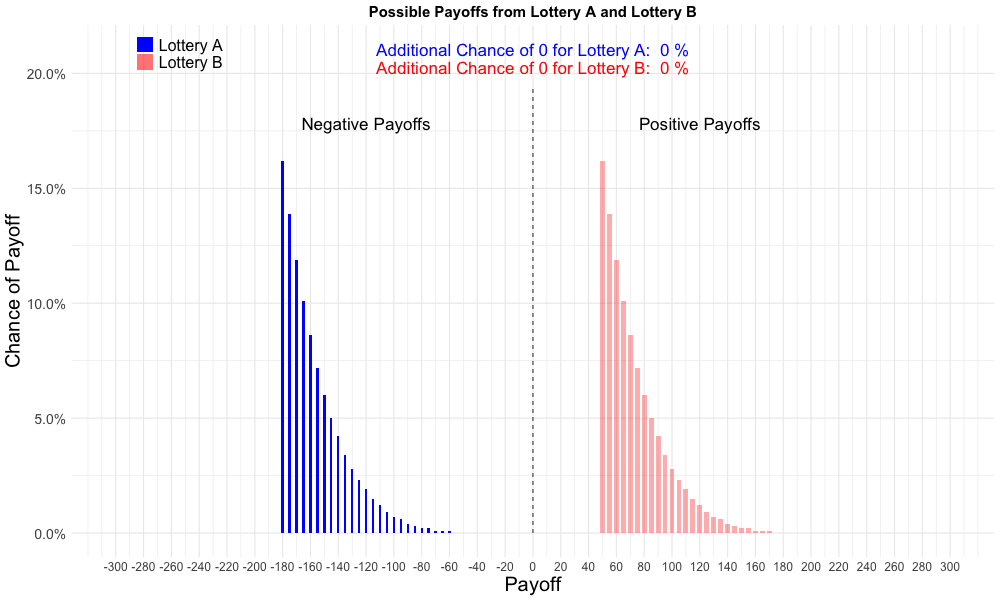 Possible Payoffs from Lottery A and Lottery B
Lottery A
Lottery B
Additional Chance of 0 for Lottery A:  0 %
Additional Chance of 0 for Lottery B:  0 %
Negative Payoffs
Positive Payoffs
Chance of Payoff
20.0%
15.0%
10.0%
5.0%
0.0%
-300 -280 -260 -240 -220 -200 -180 -160 -140 -120 -100 -80 -60 -40 -20 0 20 40 60 80 100 120 140 160 180 200 220 240 260 280 300
Payoff